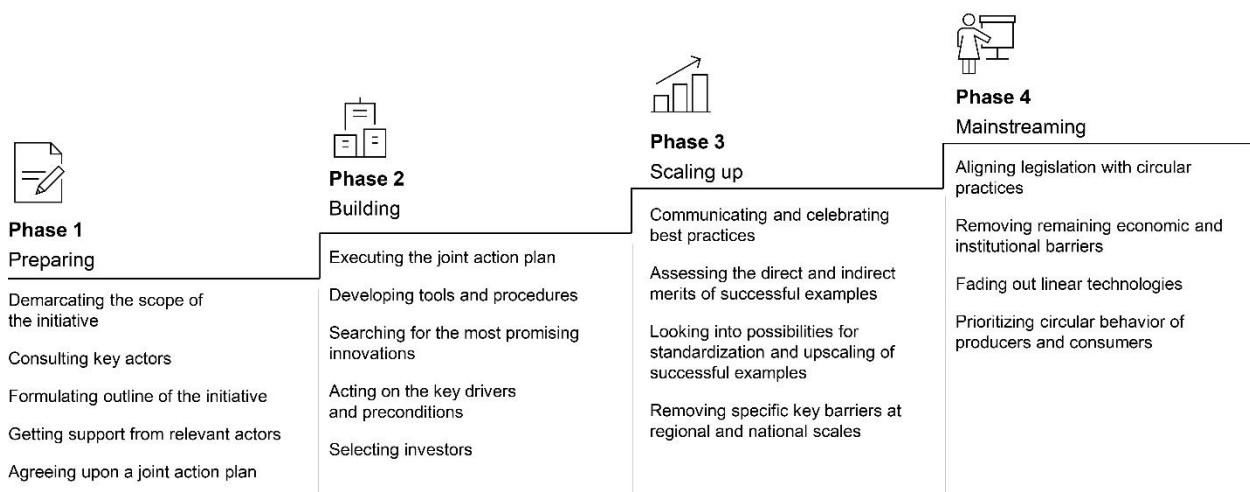 Phase 1
Preparing
Demarcating the scope of
the initiative
Consulting key actors
Formulating outline of the initiative
Getting support from relevant actors
Agreeing upon a joint action plan
Phase 2
Building
Executing the joint action plan
Developing tools and procedures
Searching for the most promising
innovations
Acting on the key drivers
and preconditions
Selecting investors
Phase 3
Scaling up
Communicating and celebrating
best practices
Assessing the direct and indirect
merits of successful examples
Looking into possibilities for
standardization and upscaling of
successful examples
Removing specific key barriers at
regional and national scales
Phase 4
Mainstreaming
Aligning legislation with circular
practices
Removing remaining economic and
institutional barriers
Fading out linear technologies
Prioritizing circular behavior of
producers and consumers